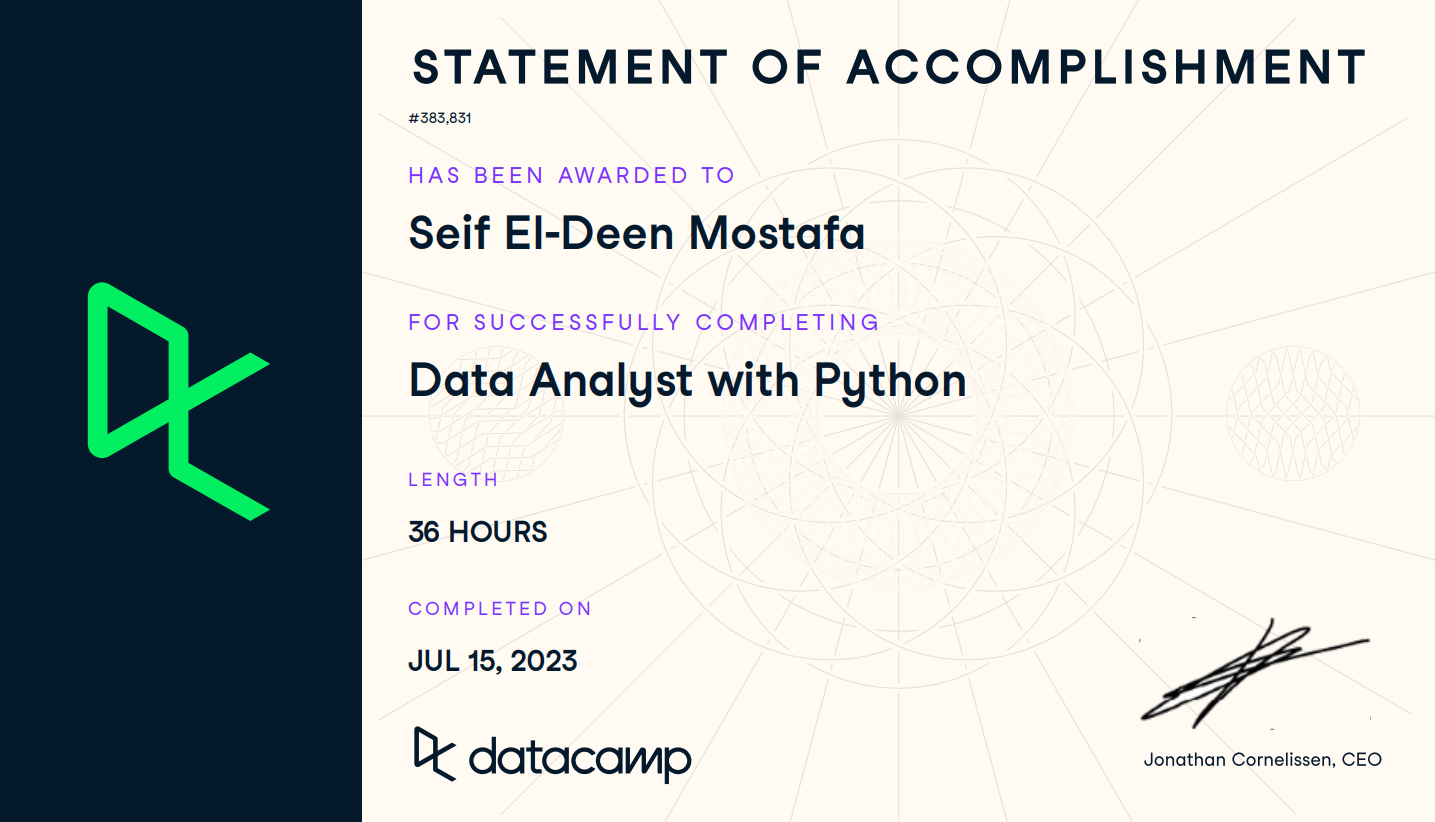 STATEMENT OF ACCOMPLISHMENT
#383,831
HAS BEEN AWARDED TO
Seif El-Deen Mostafa
FOR SUCCESSFULLY COMPLETING
Data Analyst with Python
LENGTH
36 HOURS
COMPLETED ON
JUL 15, 2023
datacamp
Jonathan Cornelissen, CEO